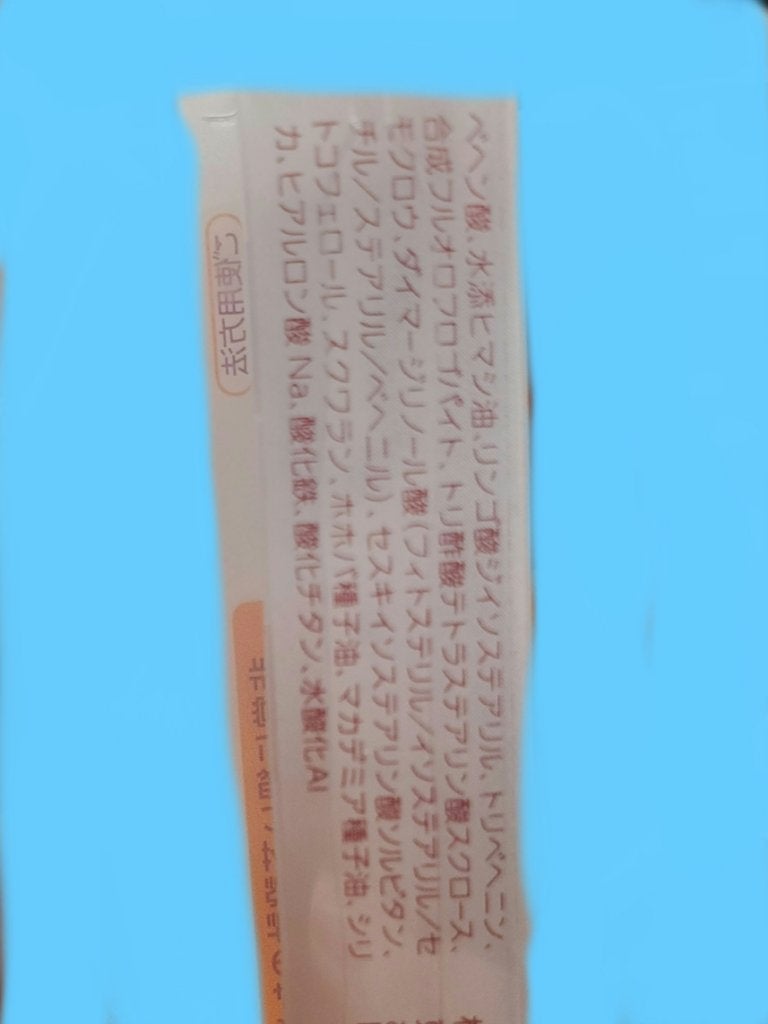 ベヘン酸、水添ヒマシ油、リンゴ酸ジイソステアリル、トリベヘニン、
合成フルオロフロゴパイト、トリ酢酸テトラステアリン酸スクロース、
モクロウ、ダイマージリノール酸(フィトステリル/イソステアリル/セ
チル/ステアリル/ベヘニル)、セスキイソステアリン酸ソルビタン、
トコフェロール、スクワラン、ホホバ種子油、マカデミア種子油、シリ
カ、ヒアルロン酸Na、酸化鉄、酸化チタン、水酸化Al